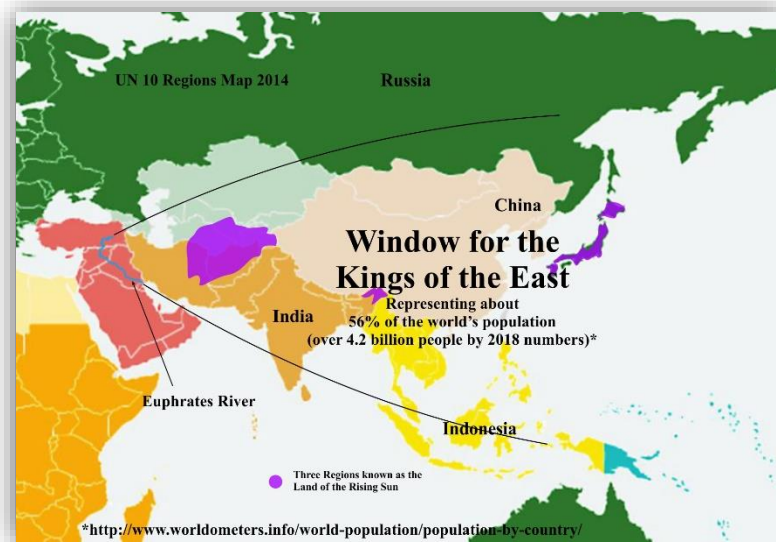 UN 10 Regions Map 2014
Russia
China
Window for the
Kings of the East
Representing about
56% of the world's population
(over 4.2 billion people by 2018 numbers)*
India
Euphrates River
Indonesia
Three Regions known as the
Land of the Rising Sun
*http://www.worldometers.info/world-population/population-by-country/